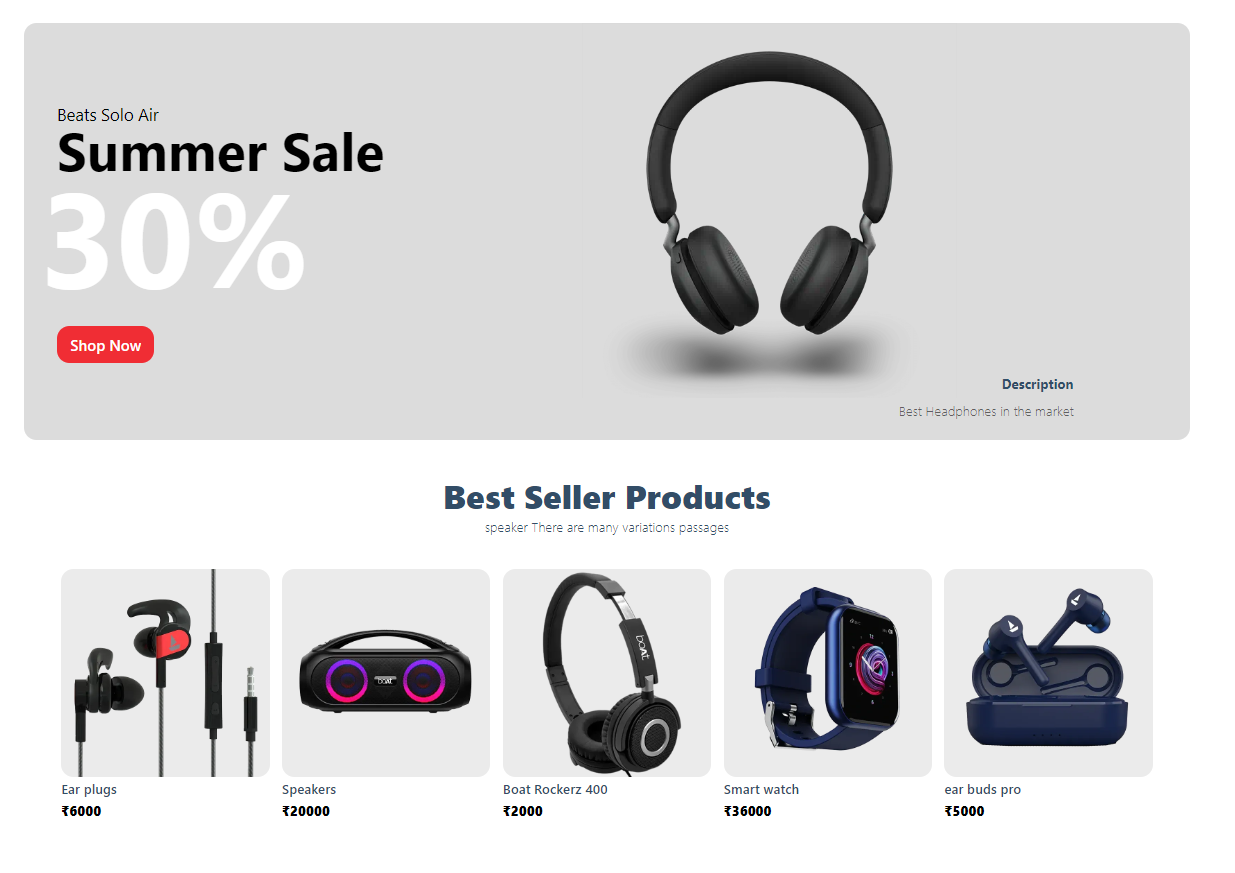 Beats Solo Air
Summer Sale
30%
Shop Now
Description
Best Headphones in the market
Best Seller Products
speaker There are many variations passages
boAt
boAt
Ear plugs
Speakers
Boat Rockerz 400
Smart watch
ear buds pro
₹6000
₹20000
₹2000
₹36000
₹5000